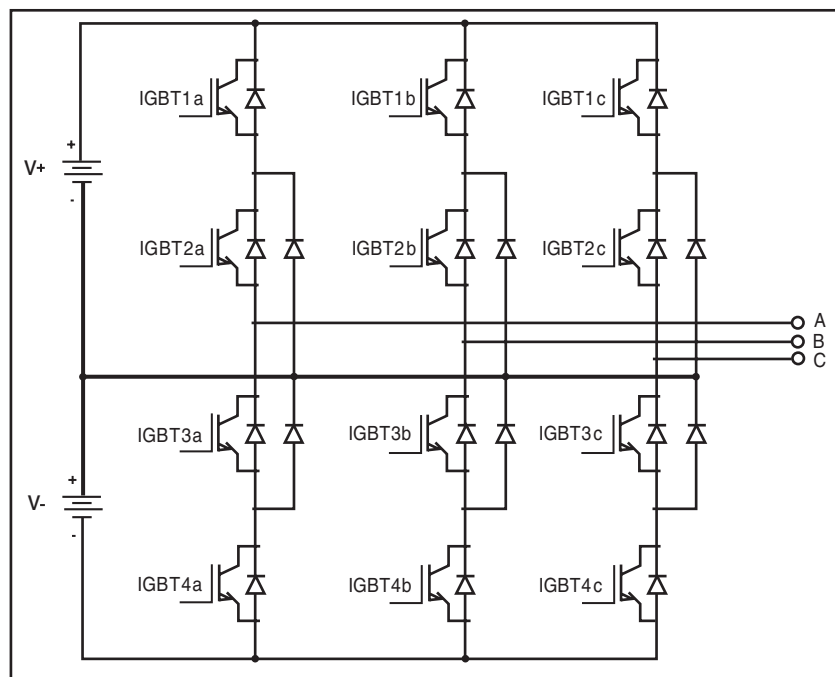 IGBT1a IGBT1b IGBT1c
+
V+
-
IGBT2a IGBT2b IGBT2c
A
B
C
IGBT3a IGBT3b IGBT3c
+
V-
-
IGBT4a IGBT4b IGBT4c